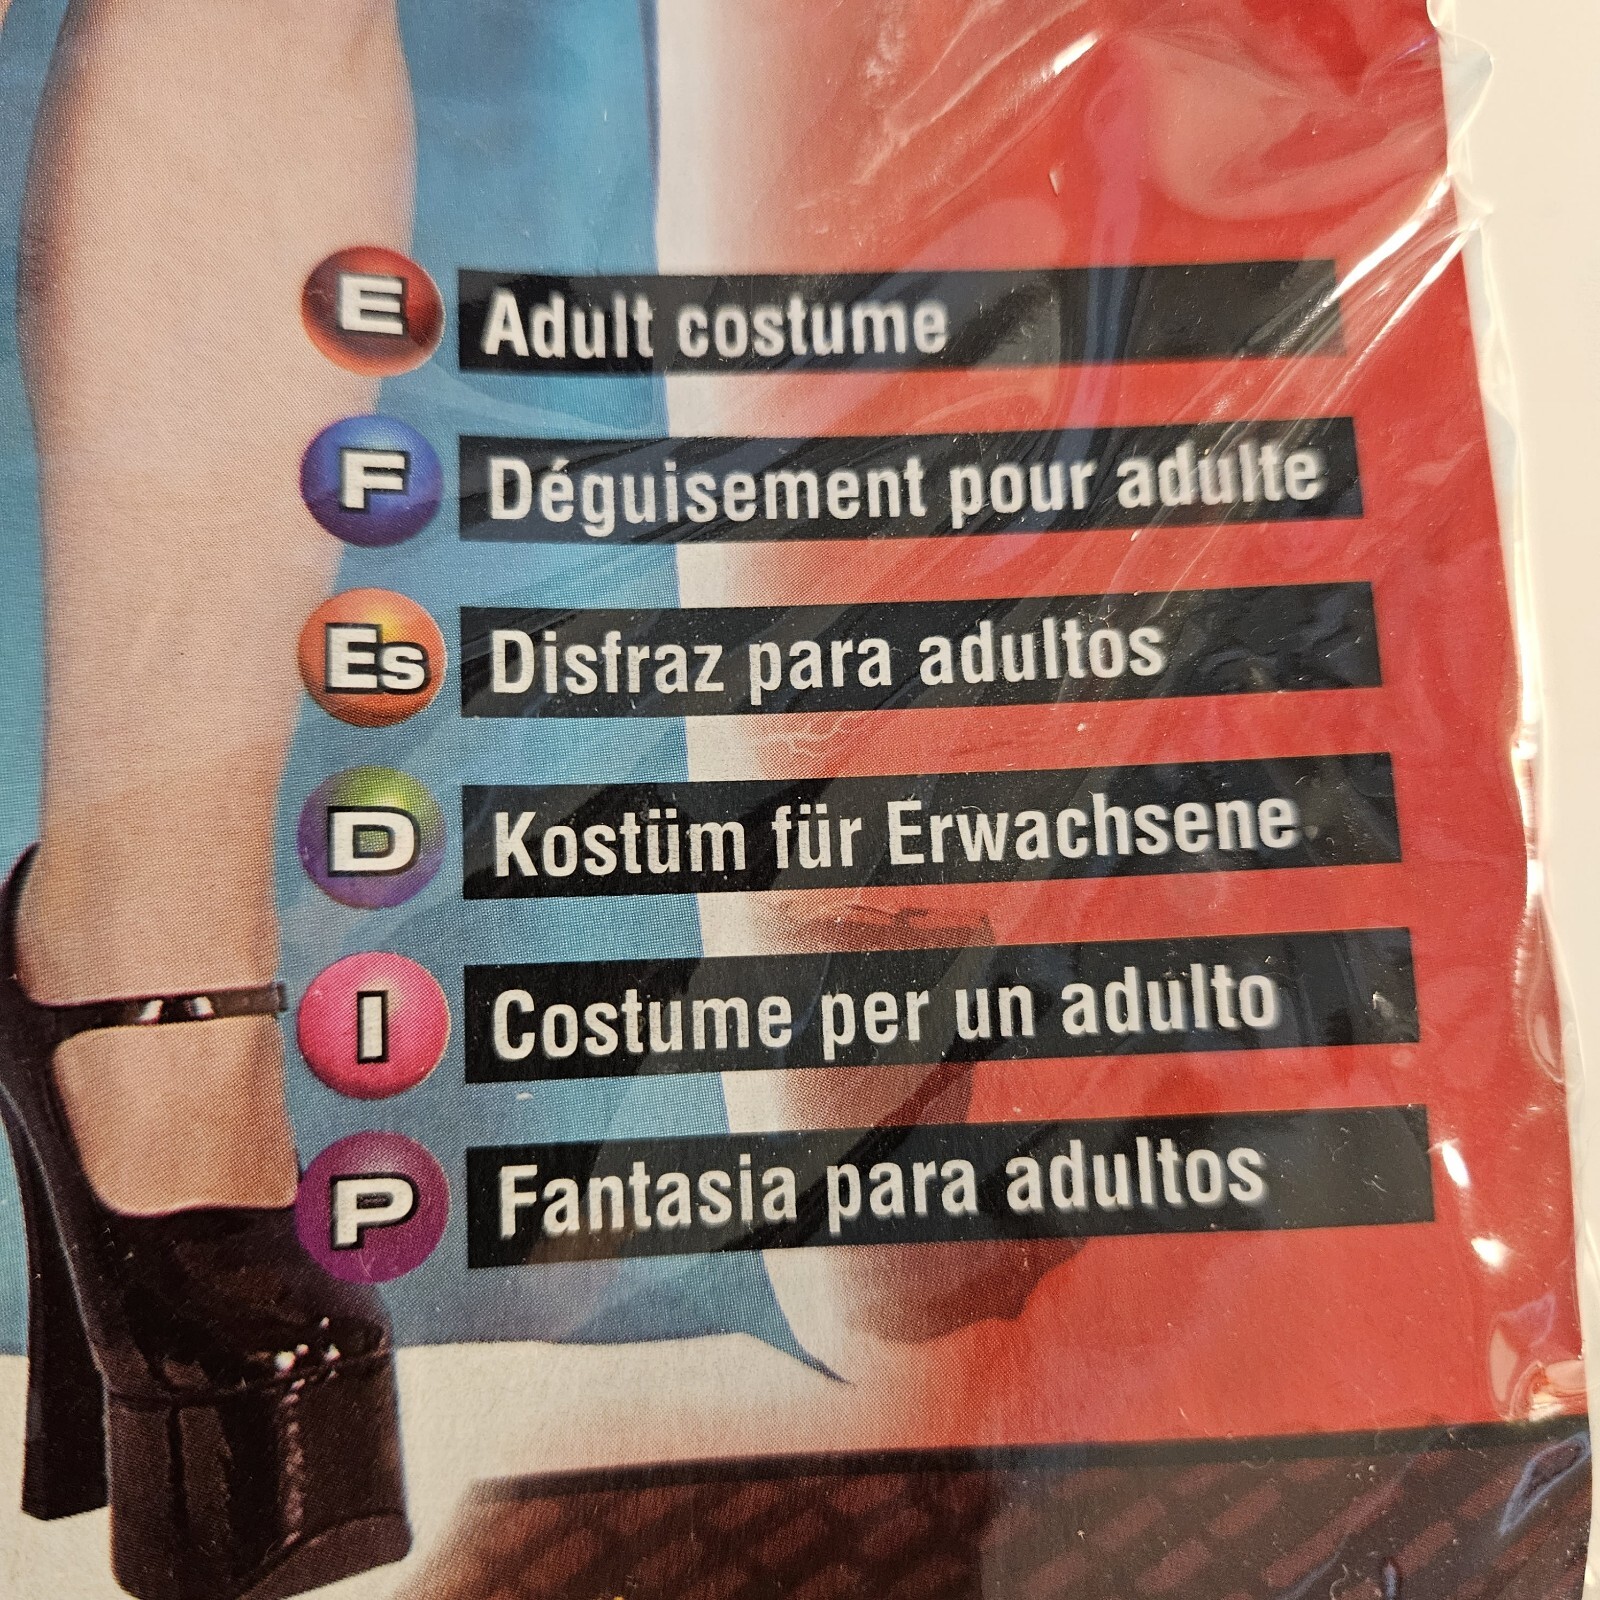 E Adult costume
F Déguisement pour adulte
Es Disfraz para adultos
D Kostüm für Erwachsene
I Costume per un adulto
P Fantasia para adultos